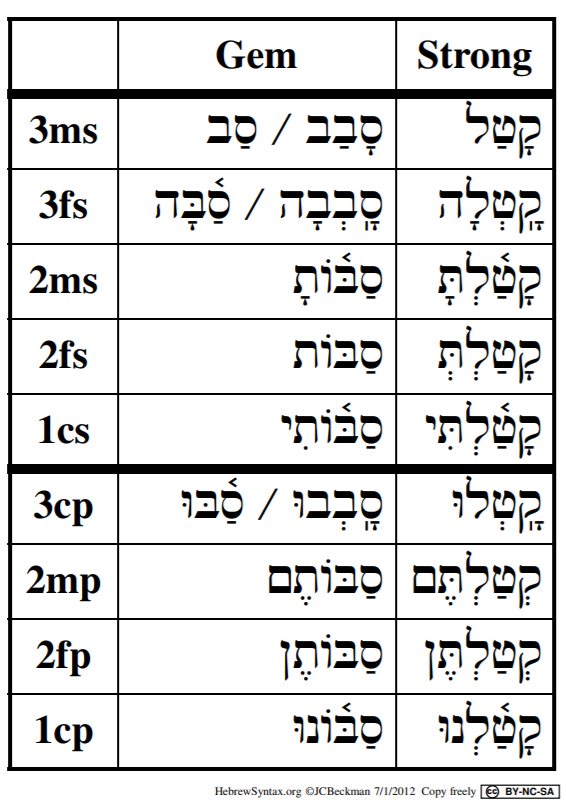 Gem Strong
3ms סָבַב / סַב קָטַל
3fs סָֽבְבָה / סַ֫בָּה קָֽטְלָה
2ms סַבּ֫וֹתָ קָטַ֫לְתָּ
2fs סַבּוֹת קָטַלְתְּ
1cs סַבּ֫וֹתִי קָטַ֫לְתִּי
3cp סָֽבְבוּ / סַ֫בּוּ קָֽטְלוּ
2mp סַבּוֹתֶם קְטַלְתֶּם
2fp סַבּוֹתֶן קְטַלְתֶּן
1cp סַבּ֫וֹנוּ קָטַ֫לְנוּ
HebrewSyntax.org ©JCBeckman 7/1/2012 Copy freely cc BY-NC-SA